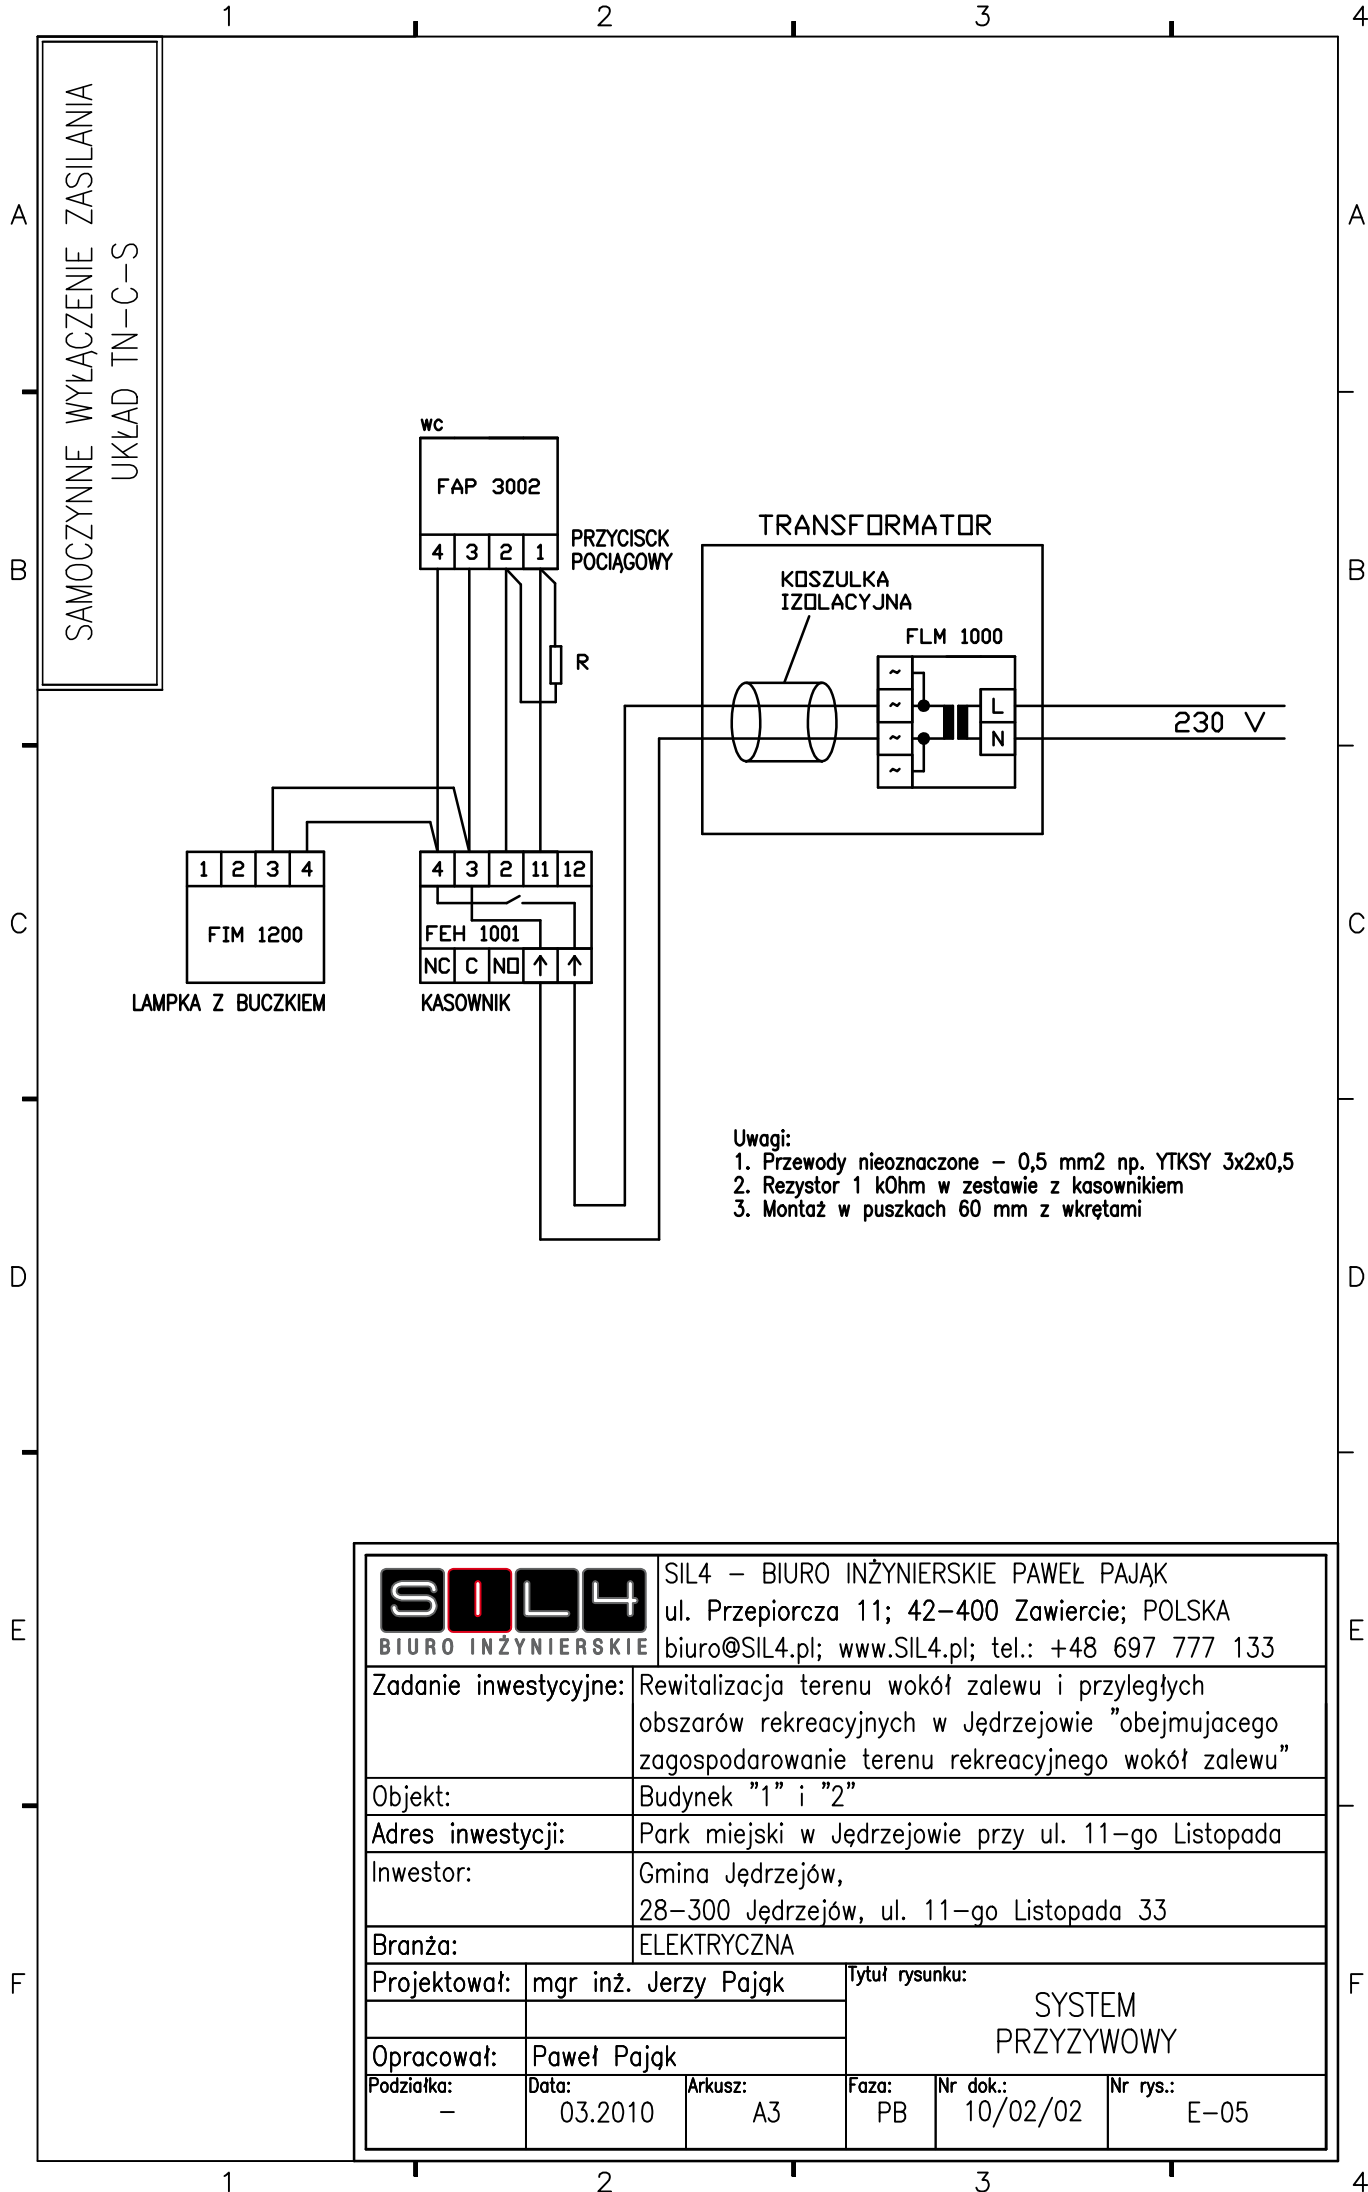 1 2 3 4
A A
B B
C C
D D
E E
F F
SAMOCZYNNE WYŁĄCZENIE ZASILANIA
UKŁAD TN-C-S
WC
FAP 3002
4 3 2 1
PRZYCISCK
POCIĄGOWY
R
TRANSFORMATOR
KOSZULKA
IZOLACYJNA
FLM 1000
~
~ L
~ N
~
230 V
1 2 3 4
FIM 1200
LAMPKA Z BUCZKIEM
4 3 2 11 12
FEH 1001
NC C NO ↑ ↑
KASOWNIK
Uwagi:
1. Przewody nieoznaczone - 0,5 mm2 np. YTKSY 3x2x0,5
2. Rezystor 1 kOhm w zestawie z kasownikiem
3. Montaż w puszkach 60 mm z wkrętami
SIL4
BIURO INŻYNIERSKIE
SIL4 - BIURO INŻYNIERSKIE PAWEŁ PAJĄK
ul. Przepiorcza 11; 42-400 Zawiercie; POLSKA
biuro@SIL4.pl; www.SIL4.pl; tel.: +48 697 777 133
Zadanie inwestycyjne: Rewitalizacja terenu wokół zalewu i przyległych
obszarów rekreacyjnych w Jędrzejowie "obejmujacego
zagospodarowanie terenu rekreacyjnego wokół zalewu"
Objekt: Budynek "1" i "2"
Adres inwestycji: Park miejski w Jędrzejowie przy ul. 11-go Listopada
Inwestor: Gmina Jędrzejów,
28-300 Jędrzejów, ul. 11-go Listopada 33
Branża: ELEKTRYCZNA
Projektował: mgr inż. Jerzy Pająk
Opracował: Paweł Pająk
Tytuł rysunku:
SYSTEM
PRZYZYWOWY
Podziałka: Data: Arkusz: Faza: Nr dok.: Nr rys.:
- 03.2010 A3 PB 10/02/02 E-05
1 2 3 4